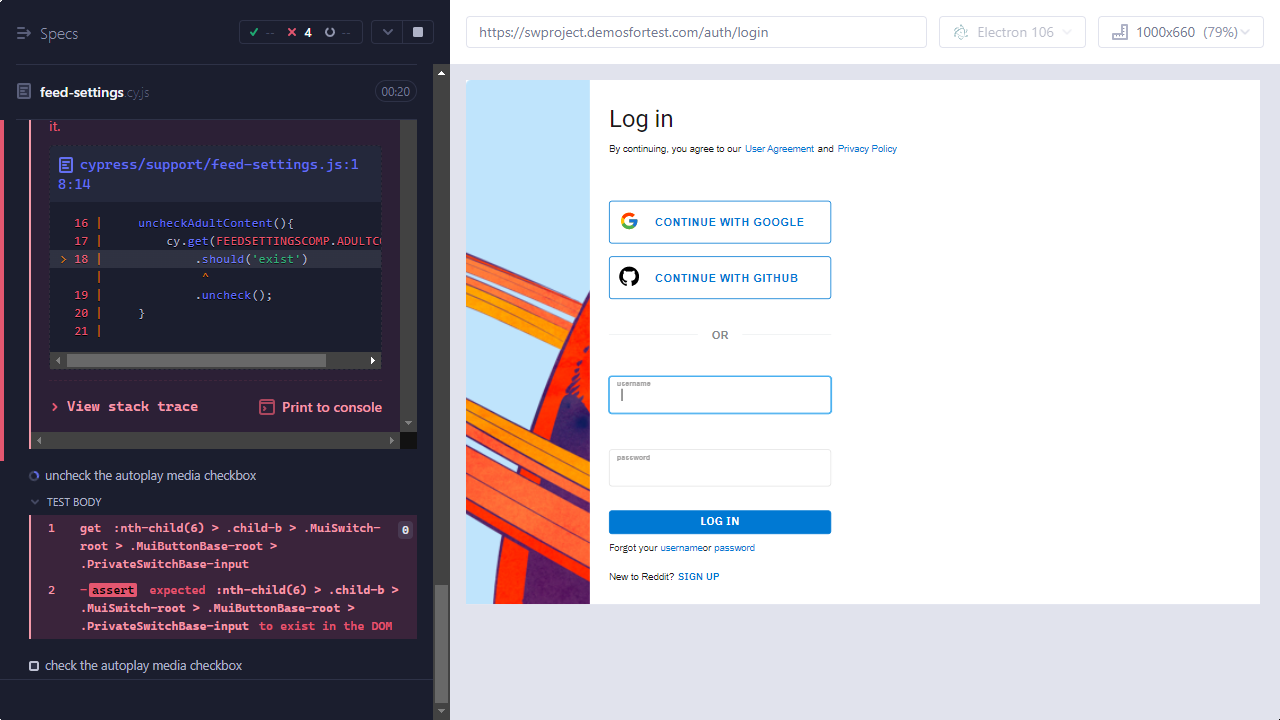 Specs
-- 4 --
feed-settings cy.js
00:20
it.
cypress/support/feed-settings.js:1
8:14
16 | uncheckAdultContent(){
17 | cy.get(FEEDSETTINGSCOMP.ADULTCO
> 18 | .should('exist')
| ^
19 | .uncheck();
20 | }
21 |
> View stack trace
Print to console
uncheck the autoplay media checkbox
TEST BODY
1 get :nth-child(6) > .child-b > .MuiSwitch- 0
root > .MuiButtonBase-root >
.PrivateSwitchBase-input
2 -assert expected :nth-child(6) > .child-b >
.MuiSwitch-root > .MuiButtonBase-root >
.PrivateSwitchBase-input to exist in the DOM
check the autoplay media checkbox
https://swproject.demosfortest.com/auth/login
Electron 106
1000x660 (79%)
Log in
By continuing, you agree to our User Agreement and Privacy Policy
CONTINUE WITH GOOGLE
CONTINUE WITH GITHUB
OR
username
password
LOG IN
Forgot your usernameor password
New to Reddit? SIGN UP